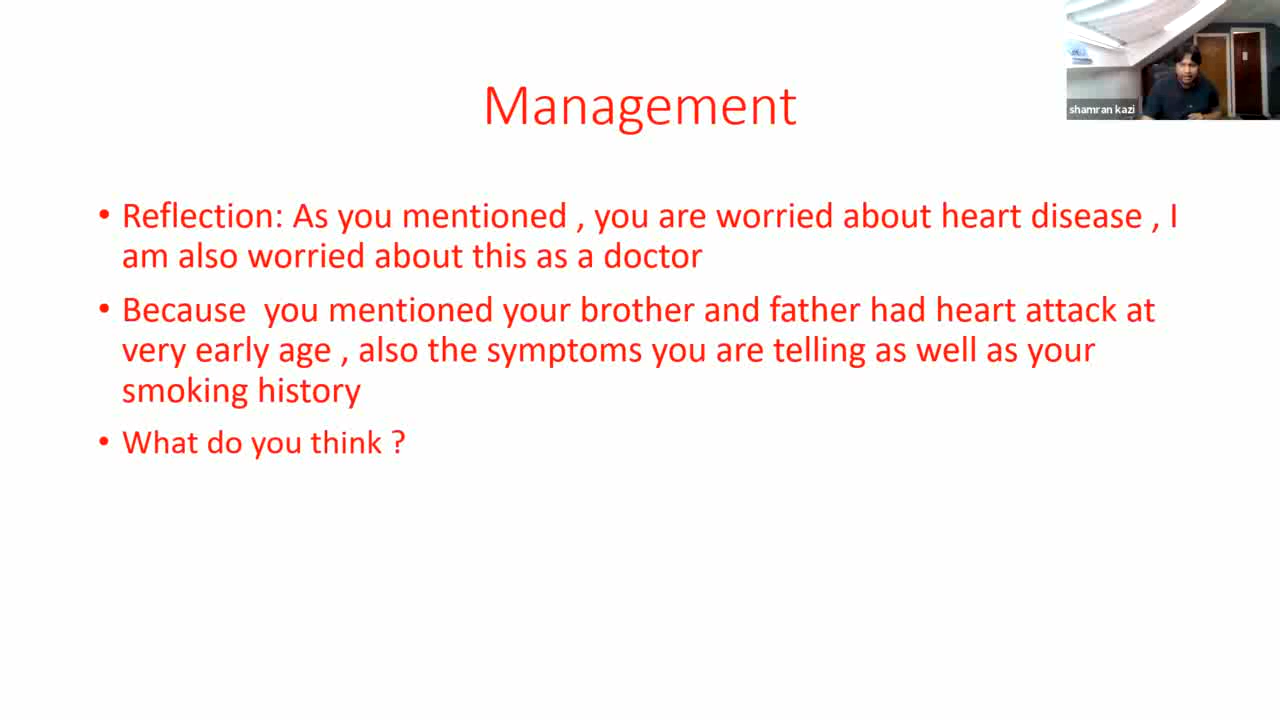 Management
shamran kazi
• Reflection: As you mentioned , you are worried about heart disease , I
am also worried about this as a doctor
• Because  you mentioned your brother and father had heart attack at
very early age , also the symptoms you are telling as well as your
smoking history
• What do you think ?